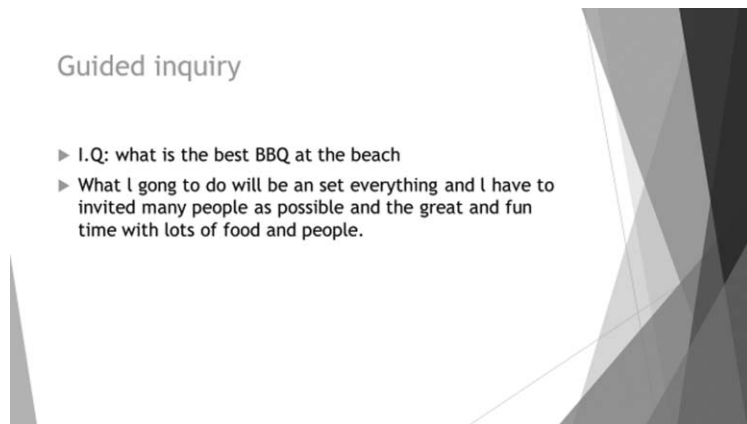 Guided inquiry
I.Q: what is the best BBQ at the beach
What l gong to do will be an set everything and l have to
invited many people as possible and the great and fun
time with lots of food and people.